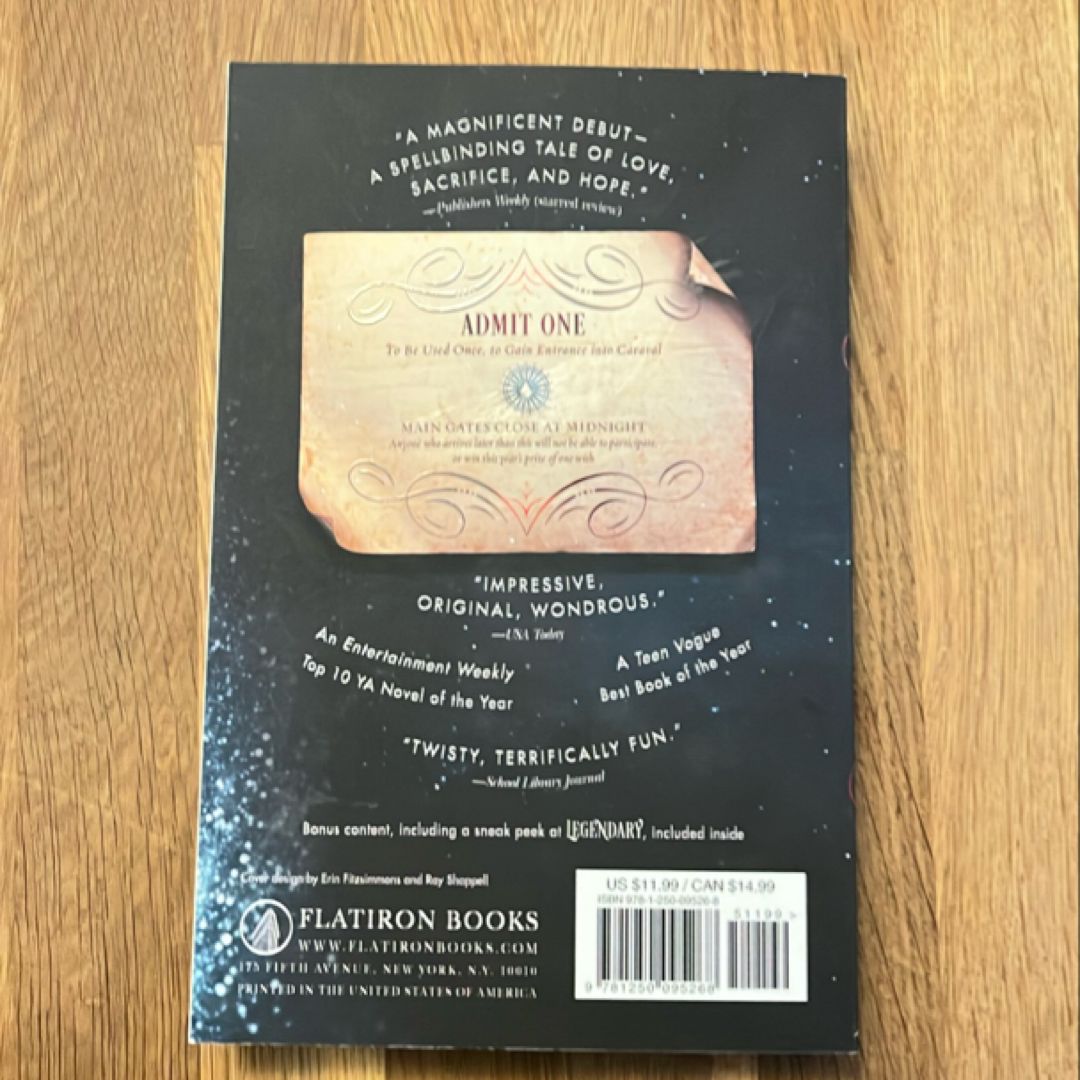 "A MAGNIFICENT DEBUT—
A SPELLBINDING TALE OF LOVE,
SACRIFICE, AND HOPE."
—Publishers Weekly (starred review)
ADMIT ONE
To Be Used Once, to Gain Entrance into Caraval
MAIN GATES CLOSE AT MIDNIGHT
Anyone who arrives later than this will not be able to participate,
or win this year's prize of one wish
"IMPRESSIVE,
ORIGINAL, WONDROUS."
—USA Today
An Entertainment Weekly
Top 10 YA Novel of the Year
A Teen Vogue
Best Book of the Year
"TWISTY, TERRIFICALLY FUN."
—School Library Journal
Bonus content, including a sneak peek at LEGENDARY, included inside
Cover design by Erin Fitzsimmons and Ray Shappell
FLATIRON BOOKS
WWW.FLATIRONBOOKS.COM
175 FIFTH AVENUE, NEW YORK, N.Y. 10010
PRINTED IN THE UNITED STATES OF AMERICA
US $11.99 / CAN $14.99
ISBN 978-1-250-09526-8
51199>
9 781250 095268